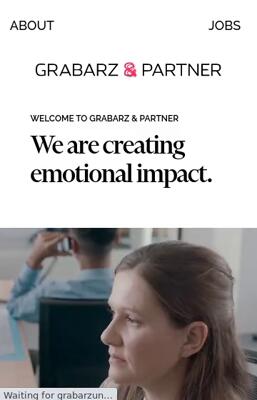 ABOUT JOBS
GRABARZ & PARTNER
WELCOME TO GRABARZ & PARTNER
We are creating
emotional impact.
Waiting for grabarzun...